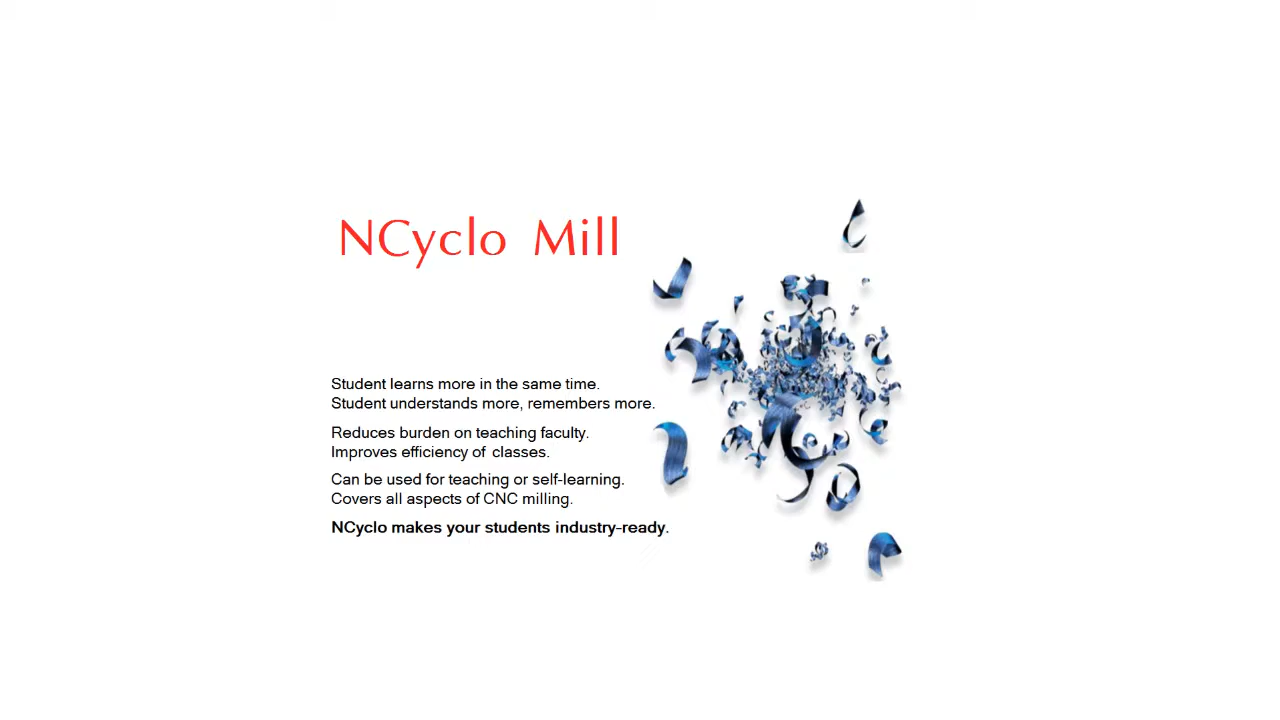 NCyclo Mill
Student learns more in the same time.
Student understands more, remembers more.
Reduces burden on teaching faculty.
Improves efficiency of classes.
Can be used for teaching or self-learning.
Covers all aspects of CNC milling.
NCyclo makes your students industry-ready.